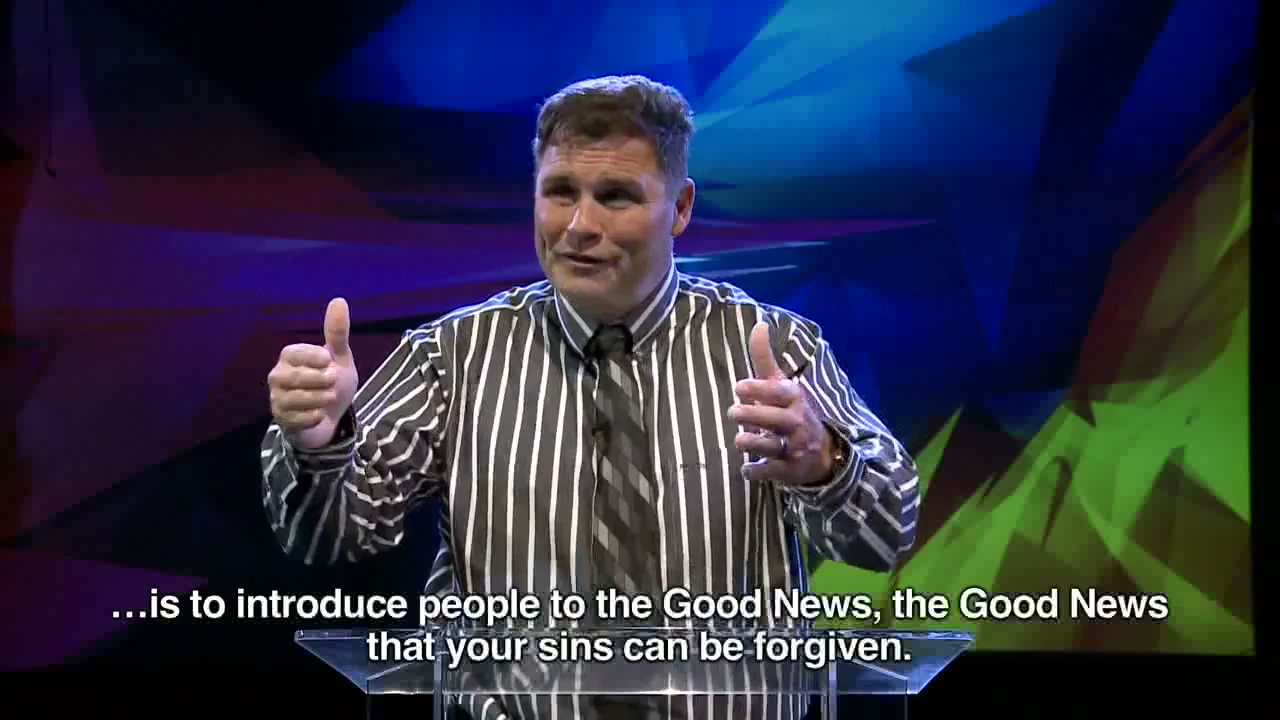 …is to introduce people to the Good News, the Good News
that your sins can be forgiven.